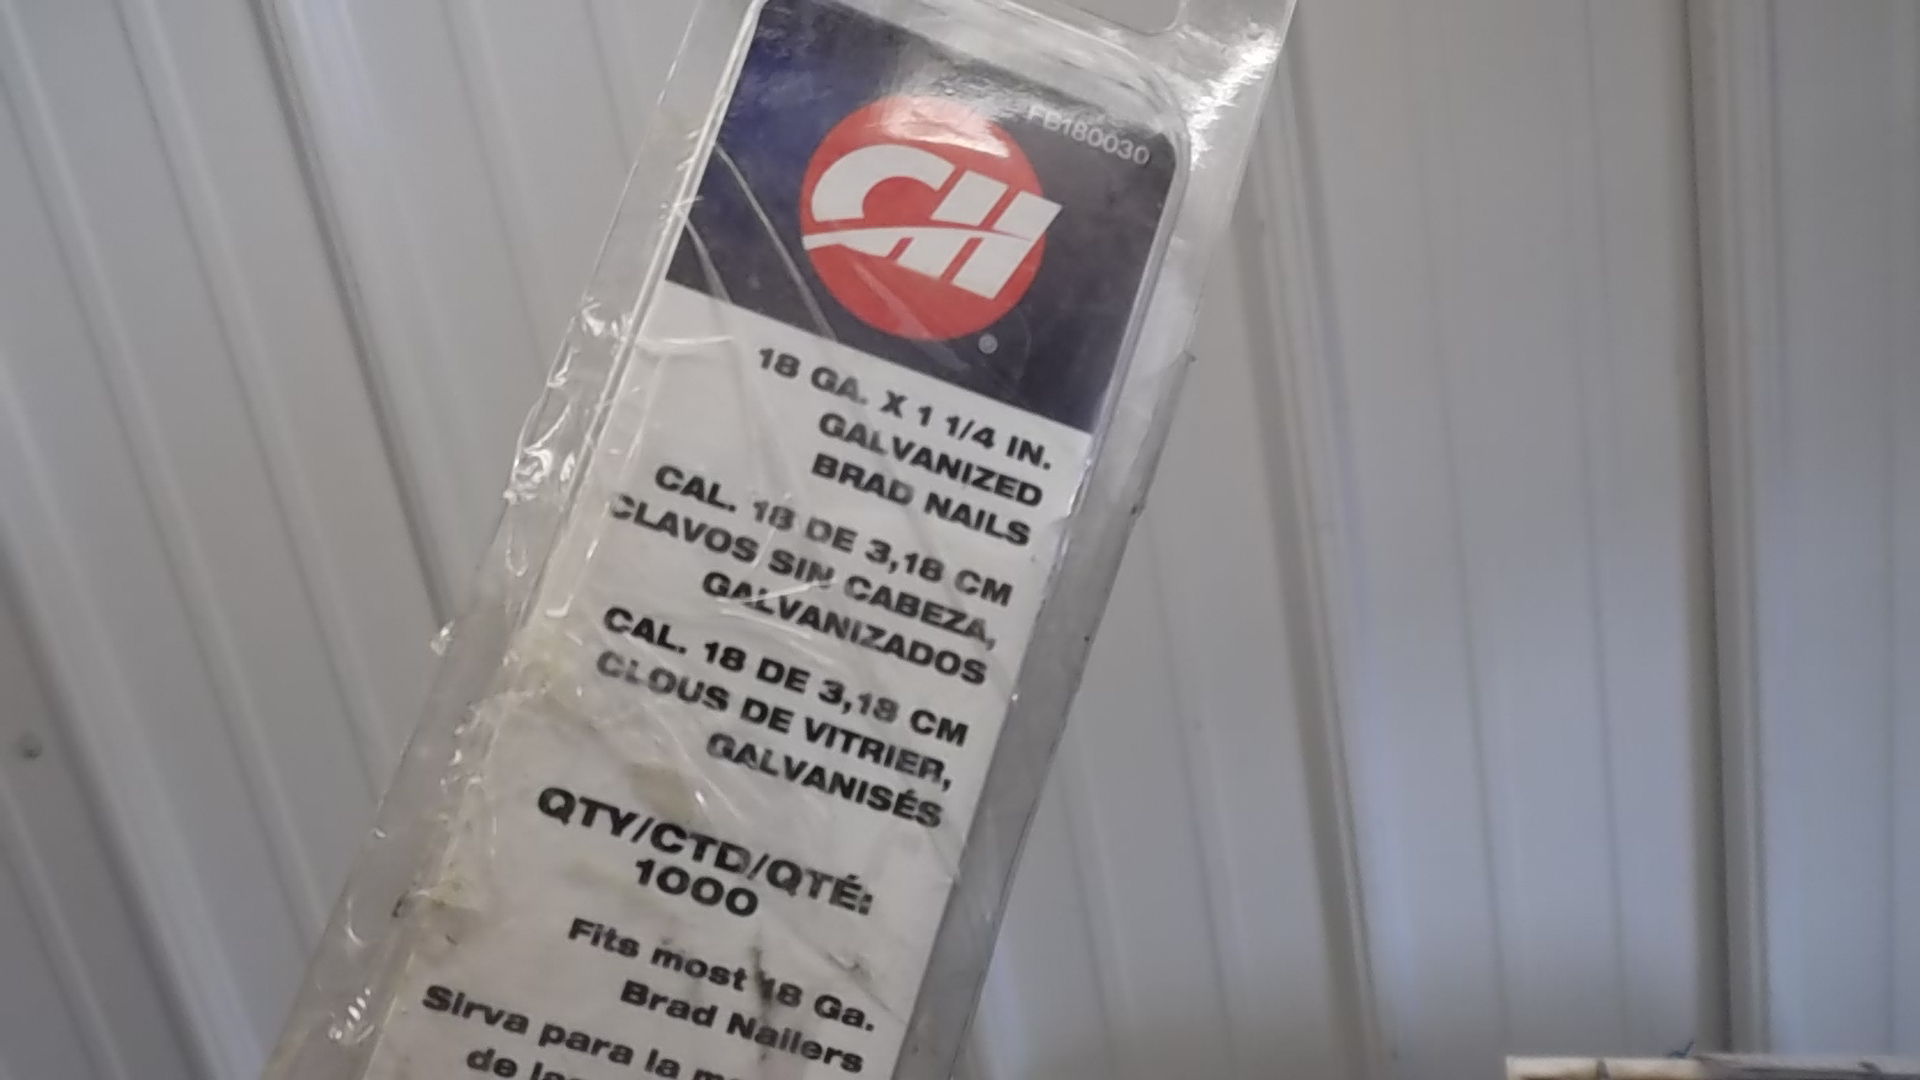 FB180030
CH
®
18 GA. X 1 1/4 IN.
GALVANIZED
BRAD NAILS
CAL. 18 DE 3,18 CM
CLAVOS SIN CABEZA,
GALVANIZADOS
CAL. 18 DE 3,18 CM
CLOUS DE VITRIER,
GALVANISÉS
QTY/CTD/QTÉ:
1000
Fits most 18 Ga.
Brad Nailers
Sirva para la
de